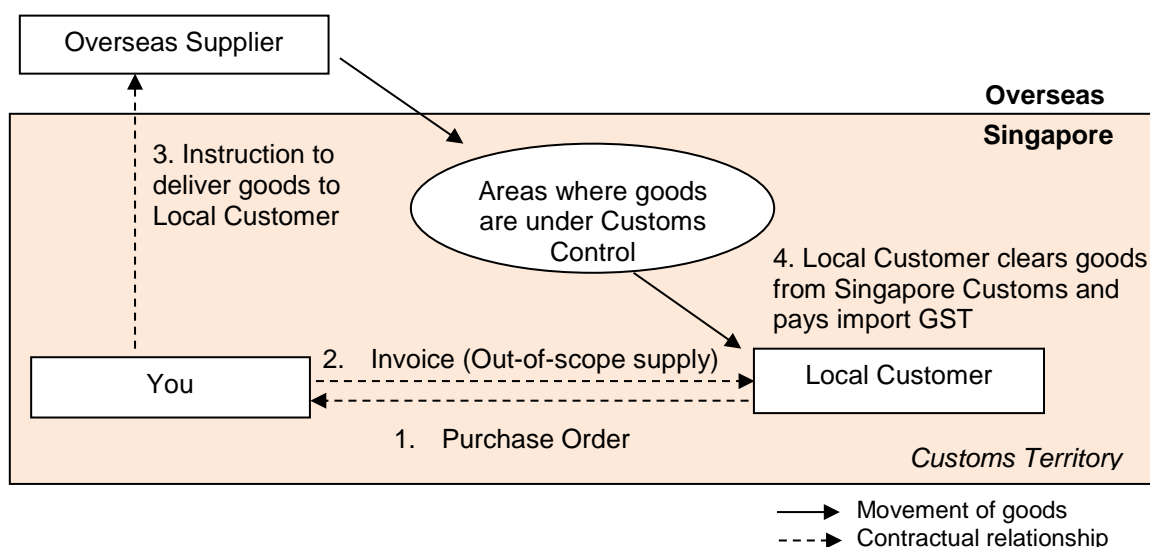 Overseas Supplier
Overseas
Singapore
3. Instruction to
deliver goods to
Local Customer
Areas where goods
are under Customs
Control
4. Local Customer clears goods
from Singapore Customs and
pays import GST
2. Invoice (Out-of-scope supply)
You
Local Customer
1. Purchase Order
Customs Territory
Movement of goods
Contractual relationship